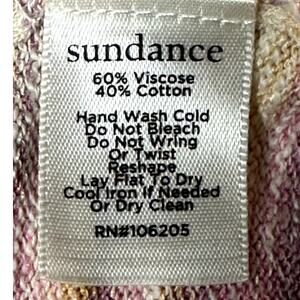 sundance
60% Viscose
40% Cotton
Hand Wash Cold
Do Not Bleach
Do Not Wring
Or Twist
Reshape
Lay Flat To Dry
Cool Iron If Needed
Or Dry Clean
RN#106205